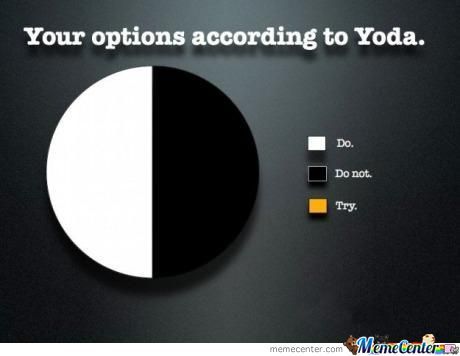 Your options according to Yoda.
Do.
Do not.
Try.
memecenter.com MemeCenter